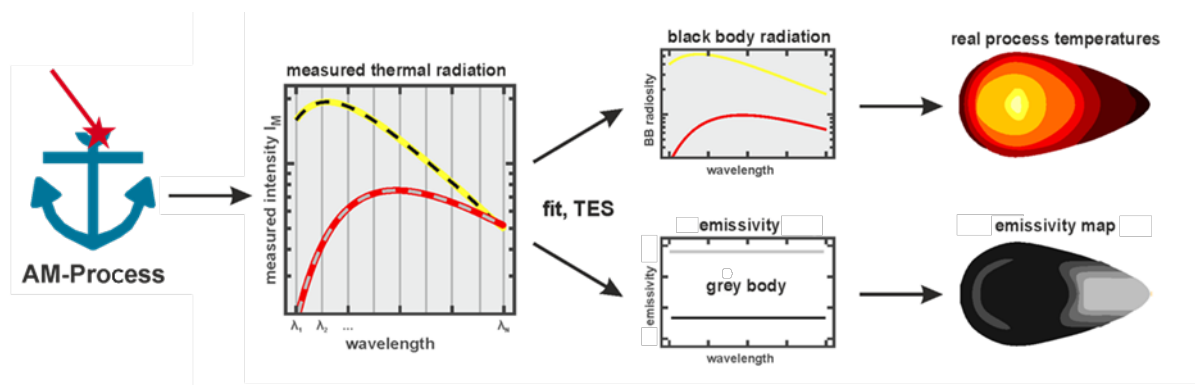 AM-Process
measured thermal radiation
measured intensity I_M
λ₁ λ₂ ... λ_N
wavelength
fit, TES
black body radiation
BB radiosity
wavelength
real process temperatures
emissivity
emissivity
grey body
wavelength
emissivity map